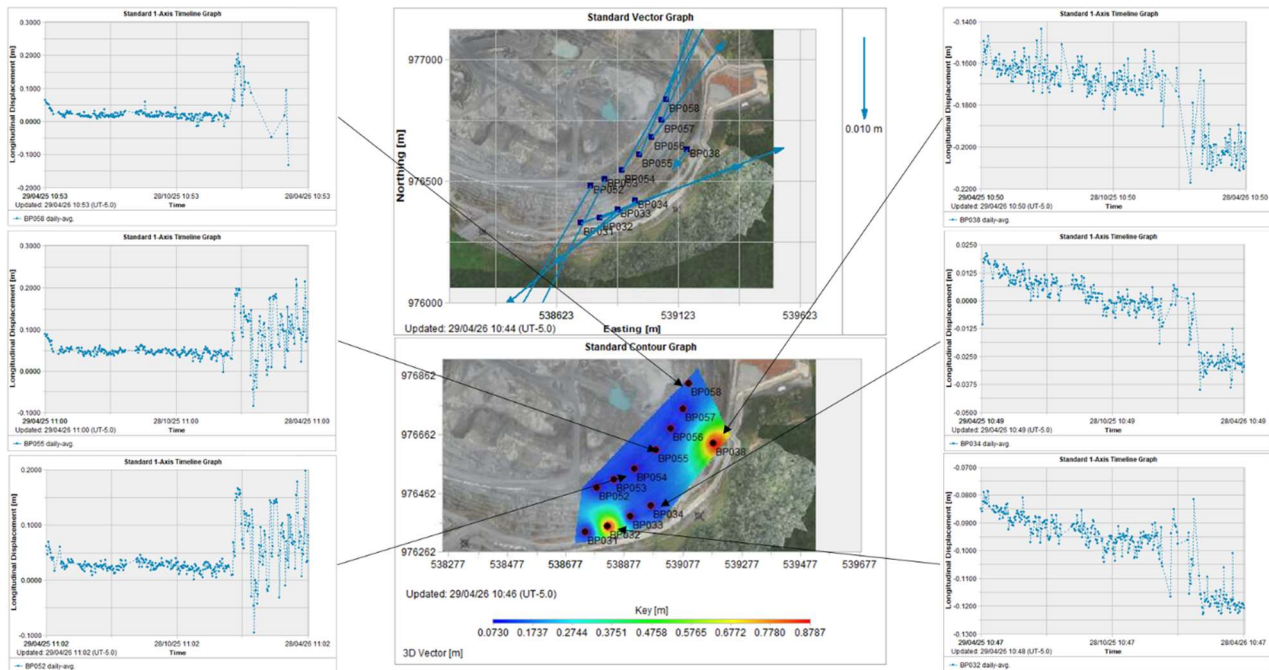 Standard 1-Axis Timeline Graph
Longitudinal Displacement [m]
0.3000
0.2000
0.1000
0.0000
-0.1000
-0.2000
29/04/25 10:53
28/10/25 10:53
28/04/26 10:53
Updated: 29/04/26 10:53 (UT-5.0)
Time
BP058 daily-avg.
Standard 1-Axis Timeline Graph
Longitudinal Displacement [m]
0.3000
0.2000
0.1000
0.0000
-0.1000
29/04/25 11:00
28/10/25 11:00
28/04/26 11:00
Updated: 29/04/26 11:00 (UT-5.0)
Time
BP055 daily-avg.
Standard 1-Axis Timeline Graph
Longitudinal Displacement [m]
0.2000
0.1000
0.0000
-0.1000
29/04/25 11:02
28/10/25 11:02
28/04/26 11:02
Updated: 29/04/26 11:02 (UT-5.0)
Time
BP052 daily-avg.
Standard Vector Graph
Northing [m]
977000
976500
976000
BP058
BP057
BP056
BP038
BP055
BP054
BP053
BP052
BP034
BP033
BP032
BP031
0.010 m
538623
539123
539623
Updated: 29/04/26 10:44 (UT-5.0)
Easting [m]
Standard Contour Graph
976862
976662
976462
976262
BP058
BP057
BP056
BP038
BP055
BP054
BP053
BP052
BP034
BP033
BP032
BP031
538277
538477
538677
538877
539077
539277
539477
539677
Updated: 29/04/26 10:46 (UT-5.0)
Key [m]
0.0730
0.1737
0.2744
0.3751
0.4758
0.5765
0.6772
0.7780
0.8787
3D Vector [m]
Standard 1-Axis Timeline Graph
Longitudinal Displacement [m]
-0.1400
-0.1600
-0.1800
-0.2000
-0.2200
29/04/25 10:50
28/10/25 10:50
28/04/26 10:50
Updated: 29/04/26 10:50 (UT-5.0)
Time
BP038 daily-avg.
Standard 1-Axis Timeline Graph
Longitudinal Displacement [m]
0.0250
0.0125
0.0000
-0.0125
-0.0250
-0.0375
-0.0500
29/04/25 10:49
28/10/25 10:49
28/04/26 10:49
Updated: 29/04/26 10:49 (UT-5.0)
Time
BP034 daily-avg.
Standard 1-Axis Timeline Graph
Longitudinal Displacement [m]
-0.0700
-0.0800
-0.0900
-0.1000
-0.1100
-0.1200
-0.1300
29/04/25 10:47
28/10/25 10:47
28/04/26 10:47
Updated: 29/04/26 10:48 (UT-5.0)
Time
BP032 daily-avg.